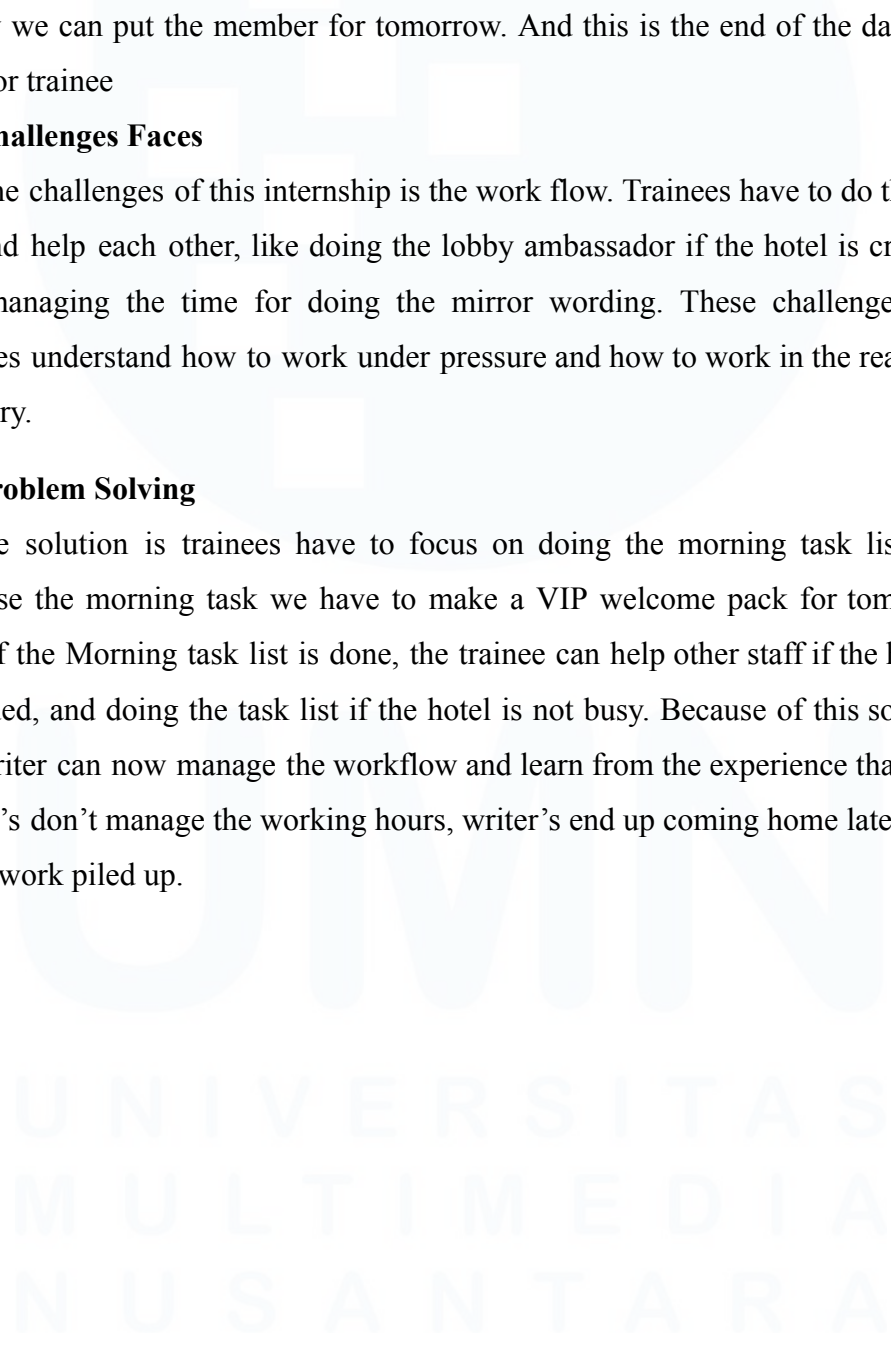 we can put the member for tomorrow. And this is the end of the da
or trainee
hallenges Faces
he challenges of this internship is the work flow. Trainees have to do t
nd help each other, like doing the lobby ambassador if the hotel is cr
managing the time for doing the mirror wording. These challenge
es understand how to work under pressure and how to work in the rea
ry.
roblem Solving
e solution is trainees have to focus on doing the morning task lis
se the morning task we have to make a VIP welcome pack for tom
f the Morning task list is done, the trainee can help other staff if the
ed, and doing the task list if the hotel is not busy. Because of this so
riter can now manage the workflow and learn from the experience tha
's don't manage the working hours, writer's end up coming home late
work piled up.
UMN
UNIVERSITAS
MULTIMEDIA
NUSANTARA